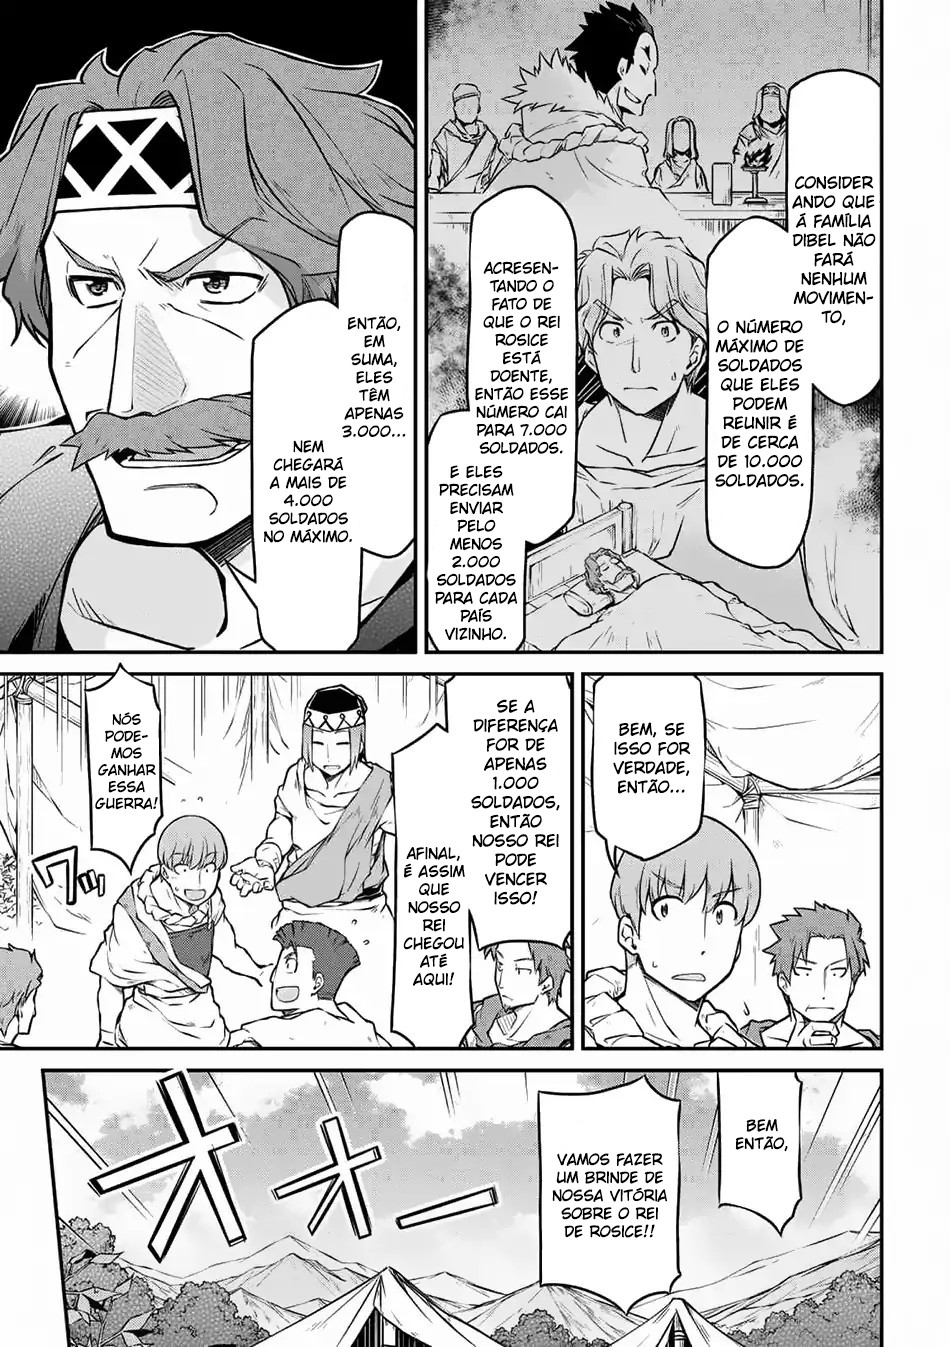 CONSIDER
ANDO QUE
Á FAMÍLIA
DIBEL NÃO
FARÁ
NENHUM
MOVIMEN-
TO,
O NÚMERO
MÁXIMO DE
SOLDADOS
QUE ELES
PODEM
REUNIR É
DE CERCA
DE 10.000
SOLDADOS.
ACRESEN-
TANDO O
FATO DE
QUE O REI
ROSICE
ESTÁ
DOENTE,
ENTÃO ESSE
NÚMERO CAI
PARA 7.000
SOLDADOS.
E ELES
PRECISAM
ENVIAR
PELO
MENOS
2.000
SOLDADOS
PARA CADA
PAÍS
VIZINHO.
ENTÃO,
EM
SUMA,
ELES
TÊM
APENAS
3.000...
NEM
CHEGARÁ
A MAIS DE
4.000
SOLDADOS
NO MÁXIMO.
BEM, SE
ISSO FOR
VERDADE,
ENTÃO...
SE A
DIFERENÇA
FOR DE
APENAS
1.000
SOLDADOS,
ENTÃO
NOSSO REI
PODE
VENCER
ISSO!
AFINAL,
É ASSIM
QUE
NOSSO
REI
CHEGOU
ATÉ
AQUI!
NÓS
PODE-
MOS
GANHAR
ESSA
GUERRA!
ワッ
BEM
ENTÃO,
VAMOS FAZER
UM BRINDE DE
NOSSA VITÓRIA
SOBRE O REI
DE ROSICE!!
オオー